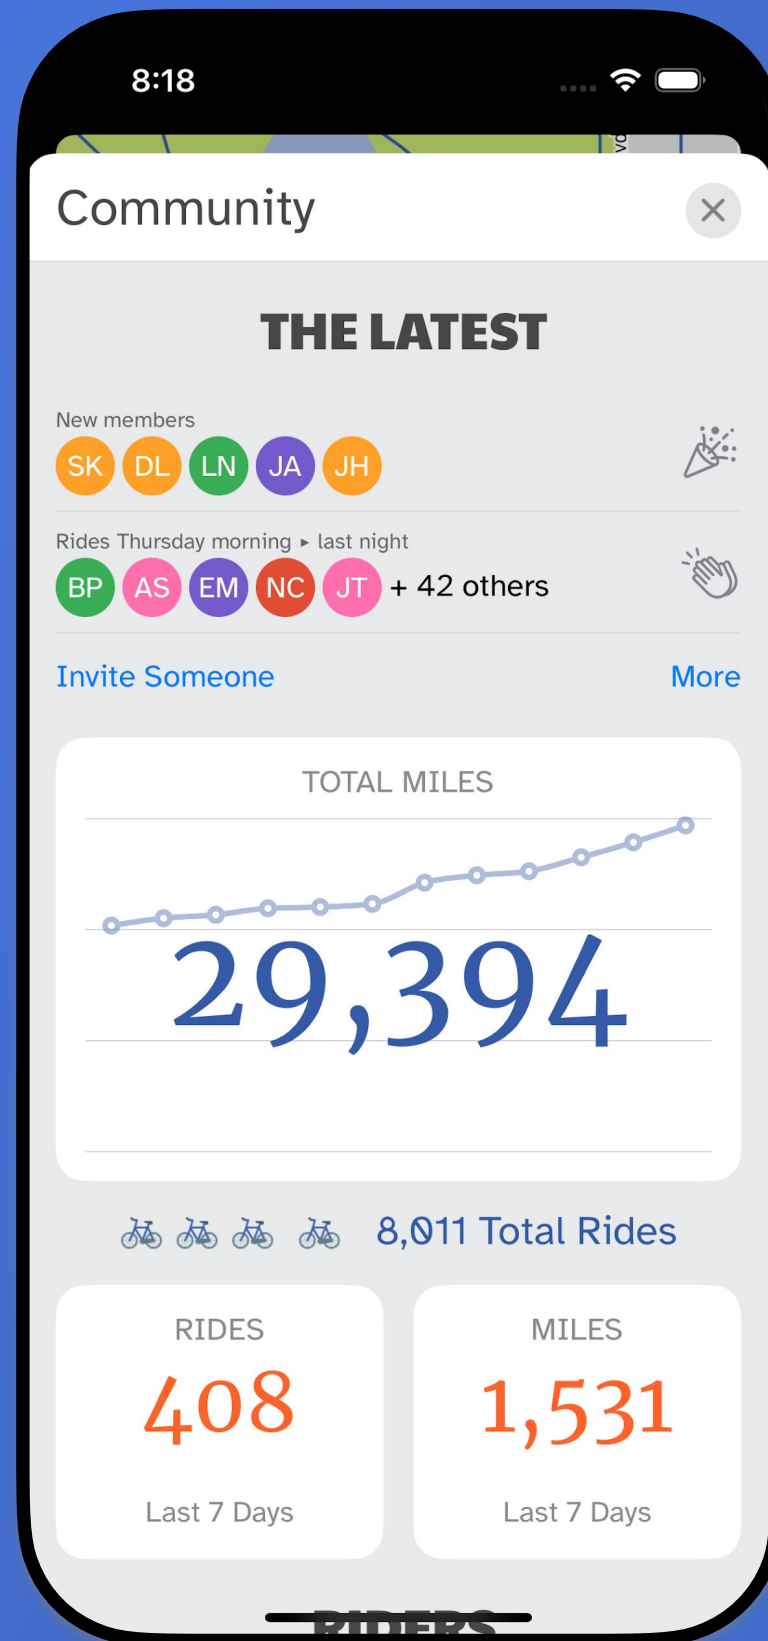 8:18
Community
THE LATEST
New members
SK DL LN JA JH
Rides Thursday morning ▸ last night
BP AS EM NC JT + 42 others
Invite Someone More
TOTAL MILES
29,394
8,011 Total Rides
RIDES MILES
408 1,531
Last 7 Days Last 7 Days
RIDERS